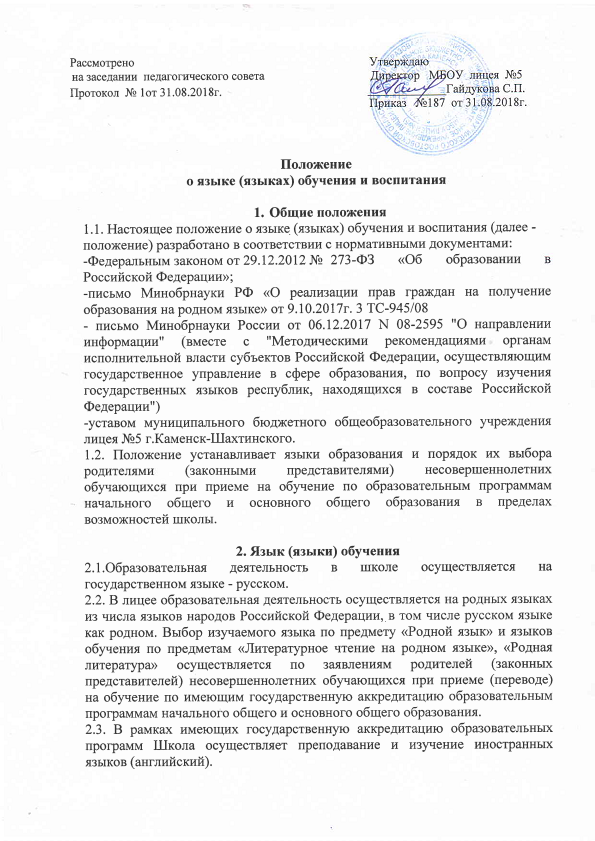 Рассмотрено
на заседании педагогического совета
Протокол № 1от 31.08.2018г.
Утверждаю
Директор МБОУ лицея №5
Гайдукова С.П.
Приказ №187 от 31.08.2018г.
Положение
о языке (языках) обучения и воспитания
1. Общие положения
1.1. Настоящее положение о языке (языках) обучения и воспитания (далее -
положение) разработано в соответствии с нормативными документами:
-Федеральным законом от 29.12.2012 № 273-ФЗ «Об образовании в
Российской Федерации»;
-письмо Минобрнауки РФ «О реализации прав граждан на получение
образования на родном языке» от 9.10.2017г. 3 ТС-945/08
- письмо Минобрнауки России от 06.12.2017 N 08-2595 "О направлении
информации" (вместе с "Методическими рекомендациями органам
исполнительной власти субъектов Российской Федерации, осуществляющим
государственное управление в сфере образования, по вопросу изучения
государственных языков республик, находящихся в составе Российской
Федерации")
-уставом муниципального бюджетного общеобразовательного учреждения
лицея №5 г.Каменск-Шахтинского.
1.2. Положение устанавливает языки образования и порядок их выбора
родителями (законными представителями) несовершеннолетних
обучающихся при приеме на обучение по образовательным программам
начального общего и основного общего образования в пределах
возможностей школы.
2. Язык (языки) обучения
2.1.Образовательная деятельность в школе осуществляется на
государственном языке - русском.
2.2. В лицее образовательная деятельность осуществляется на родных языках
из числа языков народов Российской Федерации, в том числе русском языке
как родном. Выбор изучаемого языка по предмету «Родной язык» и языков
обучения по предметам «Литературное чтение на родном языке», «Родная
литература» осуществляется по заявлениям родителей (законных
представителей) несовершеннолетних обучающихся при приеме (переводе)
на обучение по имеющим государственную аккредитацию образовательным
программам начального общего и основного общего образования.
2.3. В рамках имеющих государственную аккредитацию образовательных
программ Школа осуществляет преподавание и изучение иностранных
языков (английский).